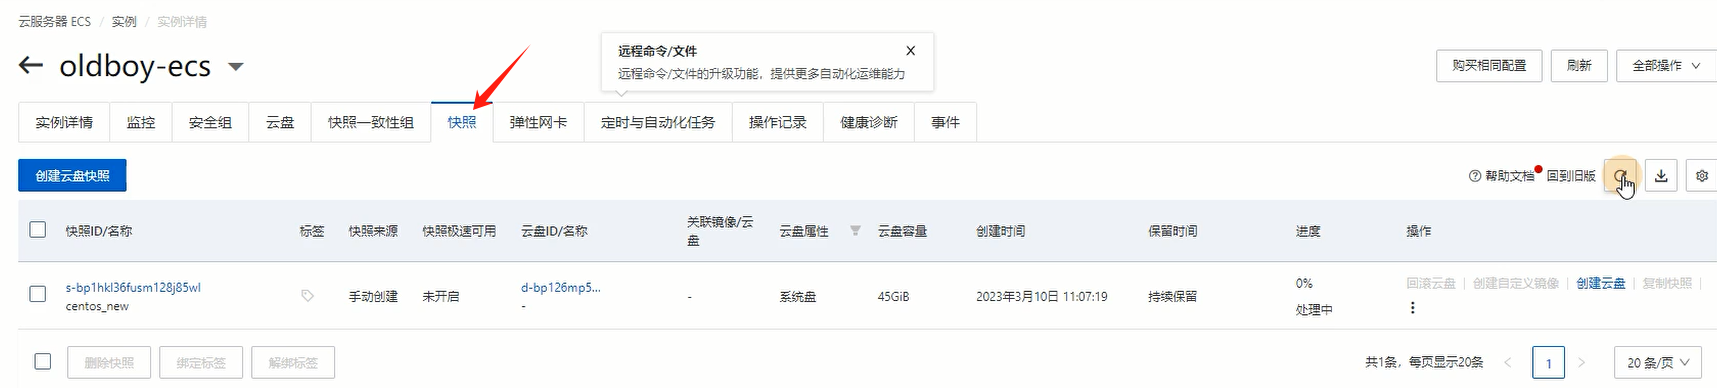 云服务器 ECS / 实例 / 实例详情
oldboy-ecs
远程命令/文件
远程命令/文件的升级功能，提供更多自动化运维能力
购买相同配置 刷新 全部操作
实例详情 监控 安全组 云盘 快照一致性组 快照 弹性网卡 定时与自动化任务 操作记录 健康诊断 事件
创建云盘快照 帮助文档 回到旧版
快照ID/名称 标签 快照来源 快照极速可用 云盘ID/名称 关联镜像/云盘 云盘属性 云盘容量 创建时间 保留时间 进度 操作
s-bp1hkl36fusm128j85wl 手动创建 未开启 d-bp126mp5... - 系统盘 45GiB 2023年3月10日 11:07:19 持续保留 0% 回滚云盘 | 创建自定义镜像 | 创建云盘 | 复制快照 |
centos_new - 处理中
删除快照 绑定标签 解绑标签 共1条，每页显示20条 < 1 > 20 条/页